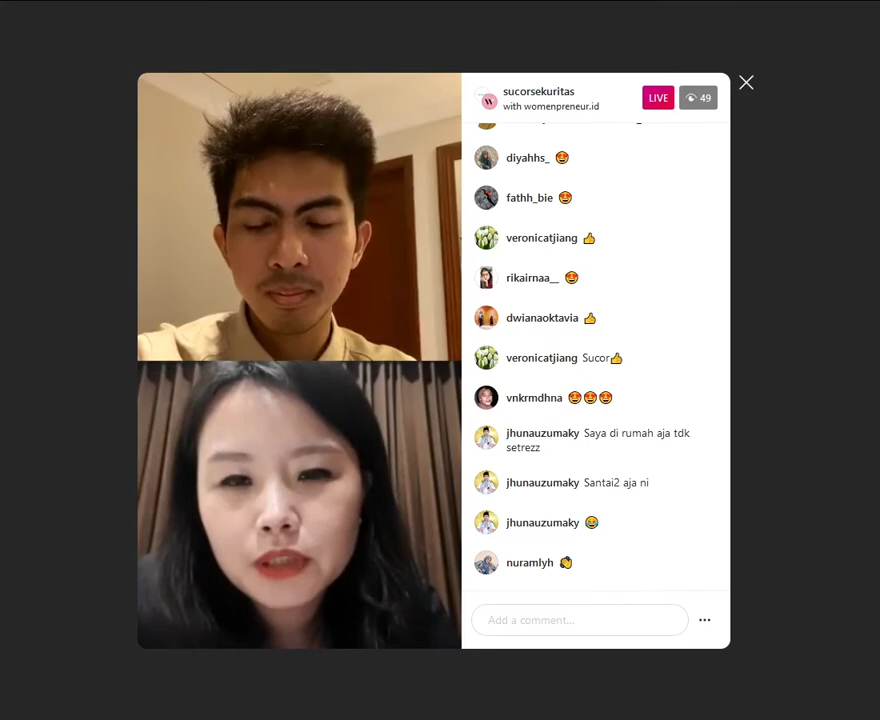 sucorsekuritas
with womenpreneur.id
LIVE
49
diyahhs_
fathh_bie
veronicatjiang
rikairnaa__
dwianaoktavia
veronicatjiang Sucor
vnkrmdhna
jhunauzumaky Saya di rumah aja tdk
setrezz
jhunauzumaky Santai2 aja ni
jhunauzumaky
nuramlyh
Add a comment...